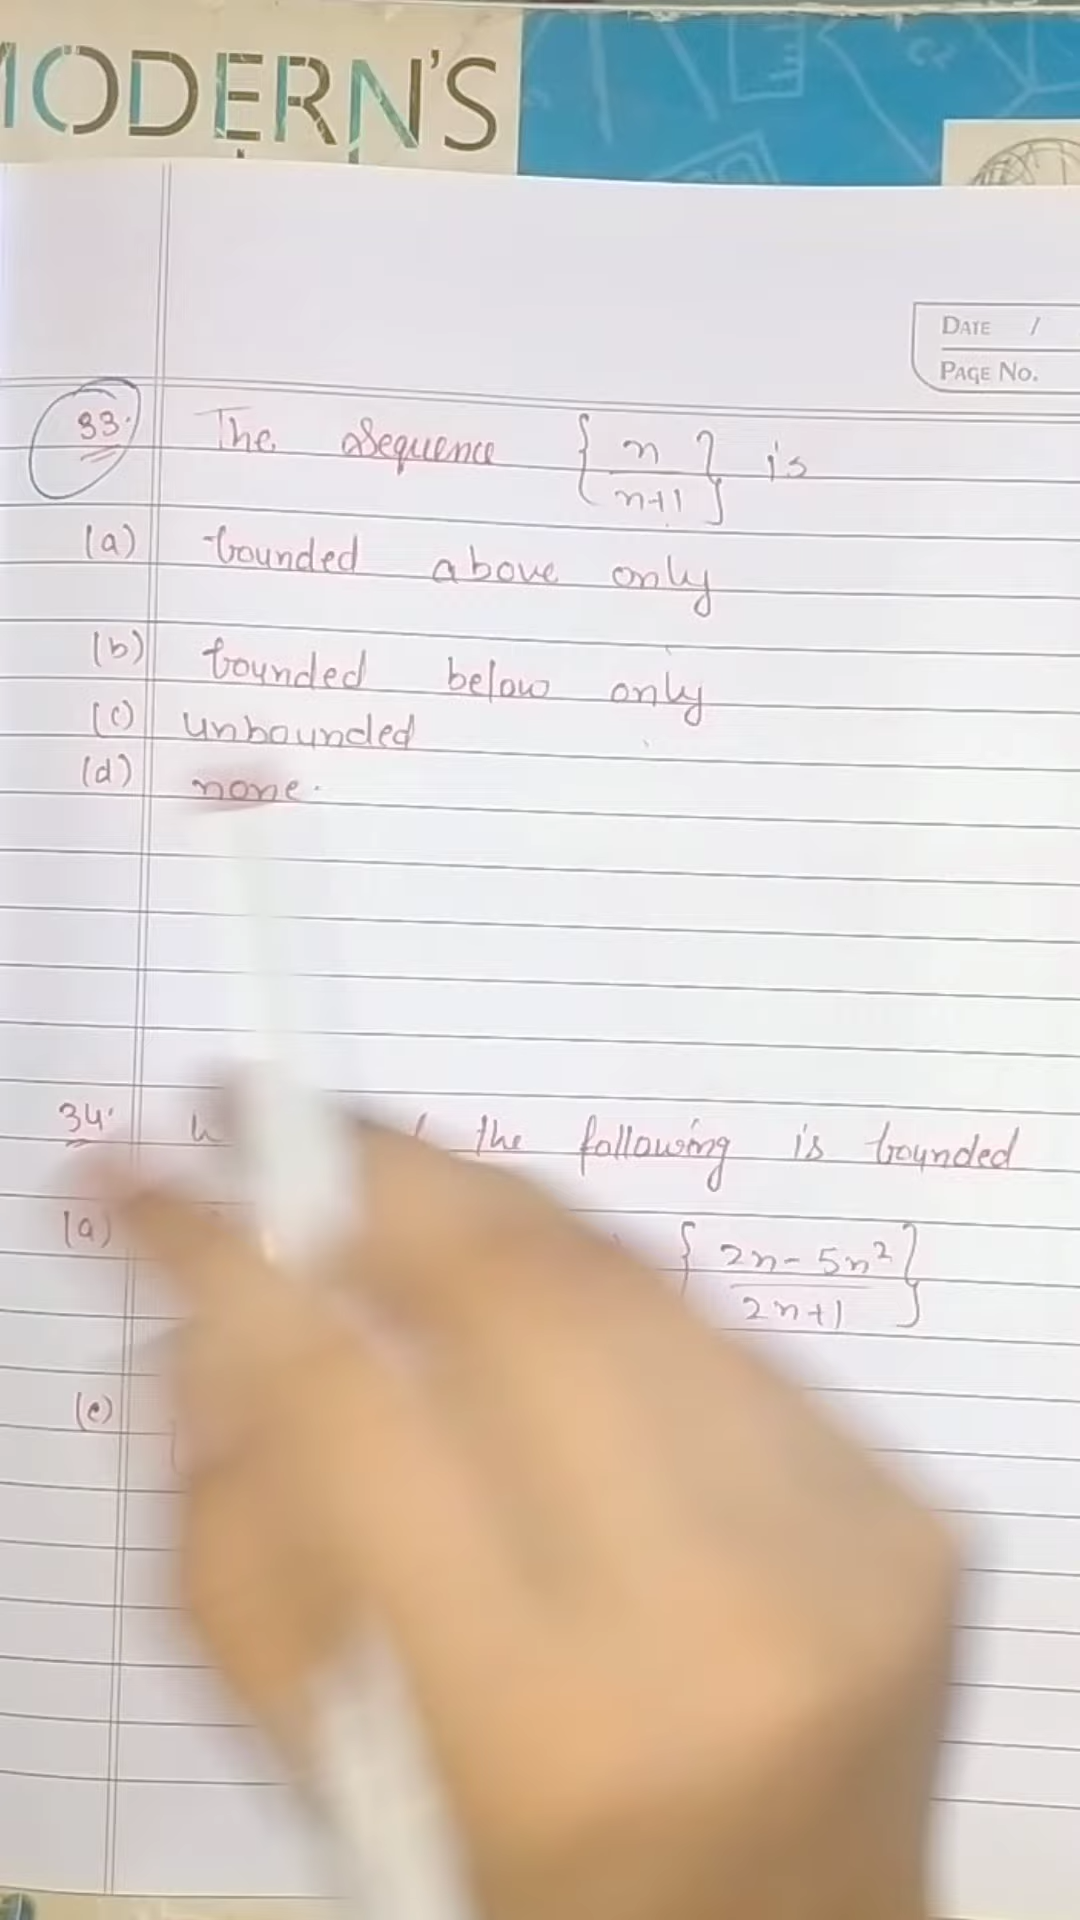 MODERN'S
DATE /
PAGE NO.
33. The sequence { n / n+1 } is
(a) bounded above only
(b) bounded below only
(c) unbounded
(d) none.
34. the following is bounded
(a) { 2n - 5n² / 2n+1 }
(c)